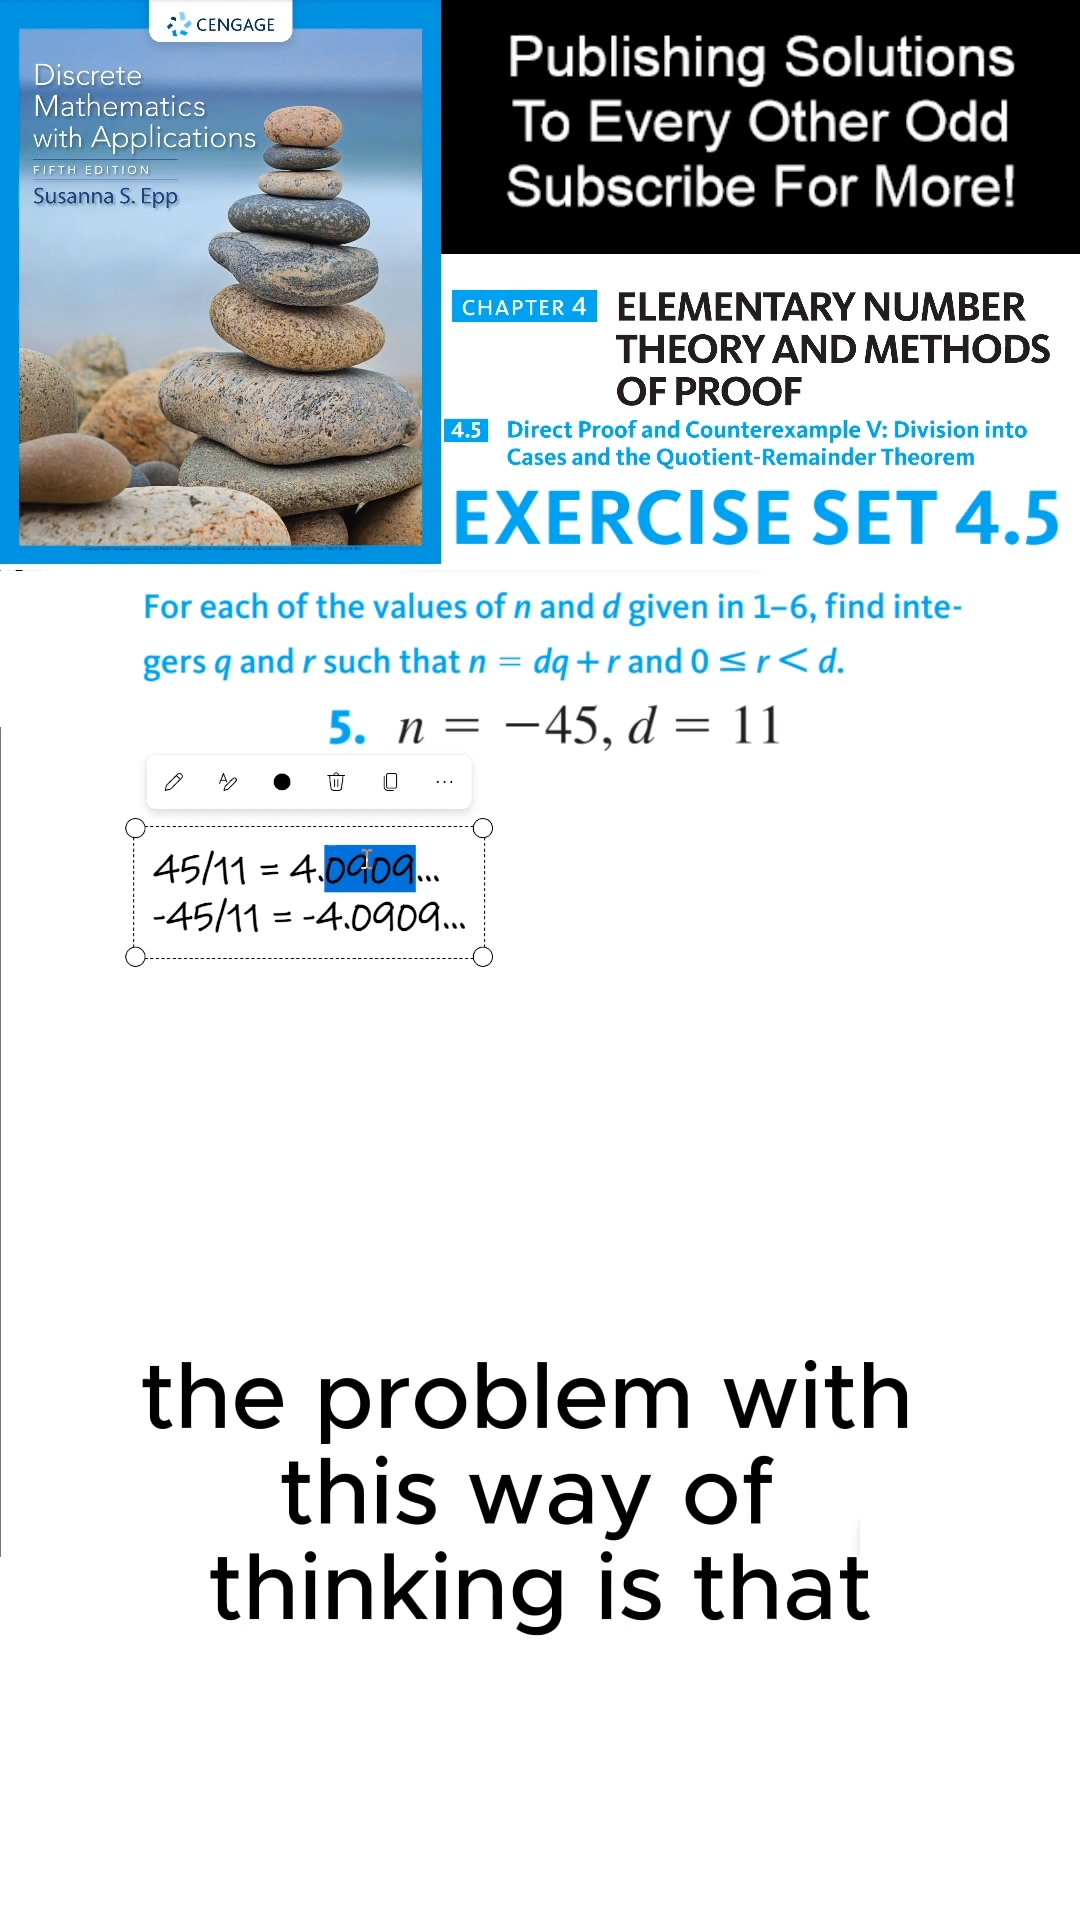 CENGAGE
Discrete
Mathematics
with Applications
FIFTH EDITION
Susanna S. Epp
Publishing Solutions
To Every Other Odd
Subscribe For More!
CHAPTER 4 ELEMENTARY NUMBER
THEORY AND METHODS
OF PROOF
4.5 Direct Proof and Counterexample V: Division into
Cases and the Quotient-Remainder Theorem
EXERCISE SET 4.5
For each of the values of n and d given in 1–6, find inte-
gers q and r such that n = dq + r and 0 ≤ r < d.
5. n = −45, d = 11
45/11 = 4.0909...
-45/11 = -4.0909...
the problem with
this way of
thinking is that